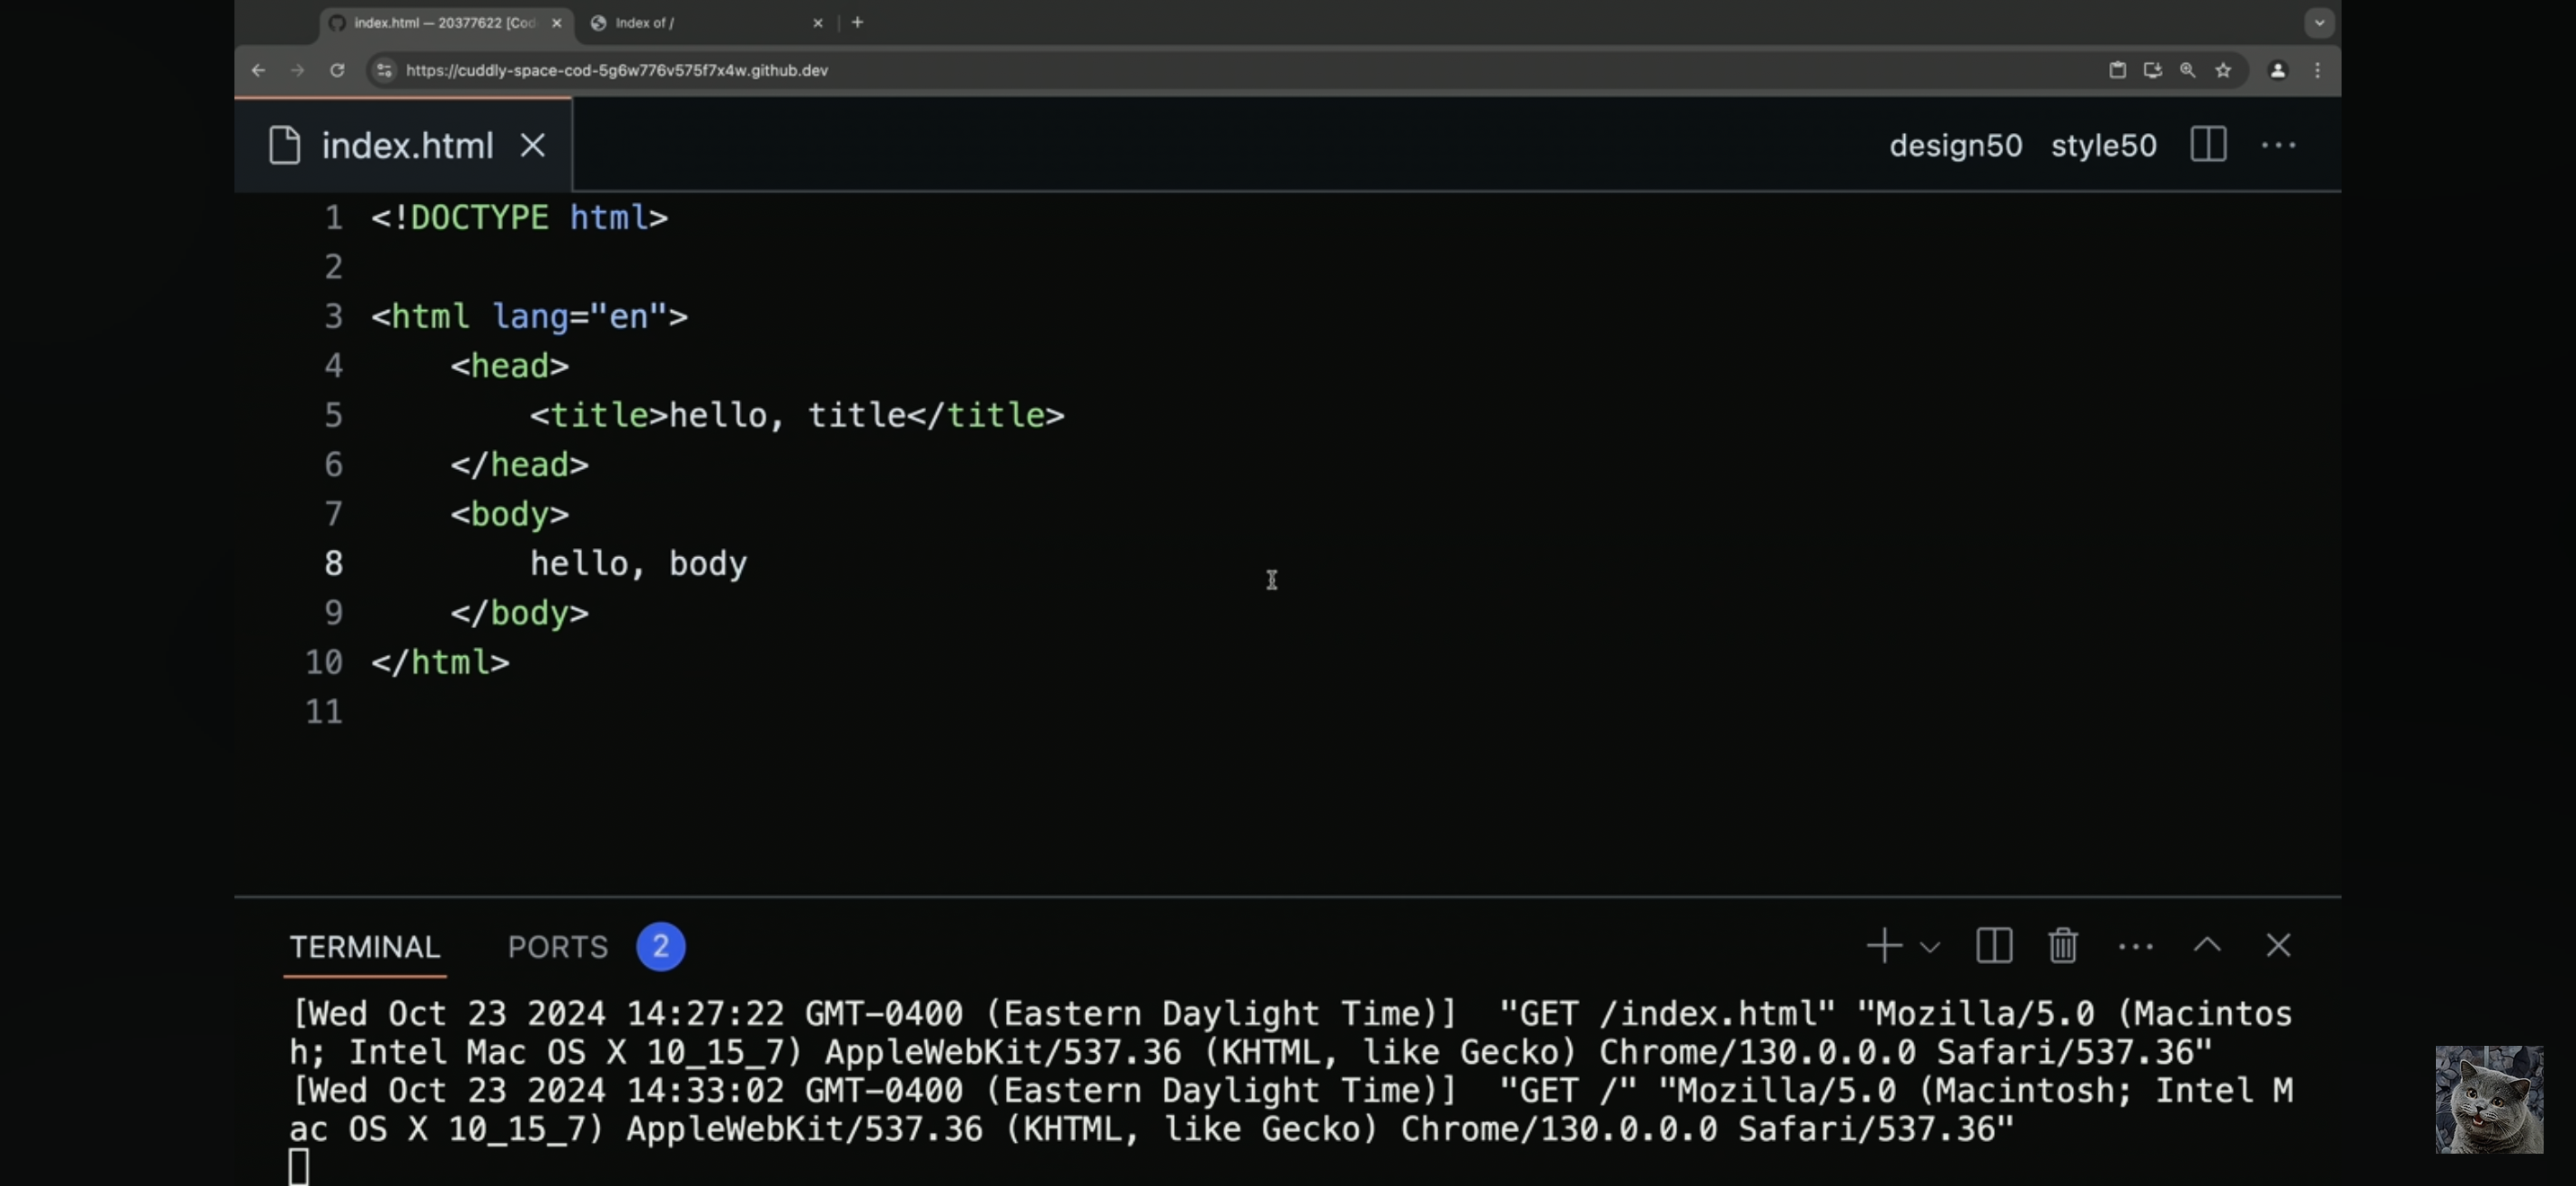 index.html — 20377622 [Cod
Index of /
https://cuddly-space-cod-5g6w776v575f7x4w.github.dev
index.html
design50 style50
1 <!DOCTYPE html>
2
3 <html lang="en">
4 <head>
5 <title>hello, title</title>
6 </head>
7 <body>
8 hello, body
9 </body>
10 </html>
11
TERMINAL PORTS 2
[Wed Oct 23 2024 14:27:22 GMT-0400 (Eastern Daylight Time)]  "GET /index.html" "Mozilla/5.0 (Macintos
h; Intel Mac OS X 10_15_7) AppleWebKit/537.36 (KHTML, like Gecko) Chrome/130.0.0.0 Safari/537.36"
[Wed Oct 23 2024 14:33:02 GMT-0400 (Eastern Daylight Time)]  "GET /" "Mozilla/5.0 (Macintosh; Intel M
ac OS X 10_15_7) AppleWebKit/537.36 (KHTML, like Gecko) Chrome/130.0.0.0 Safari/537.36"